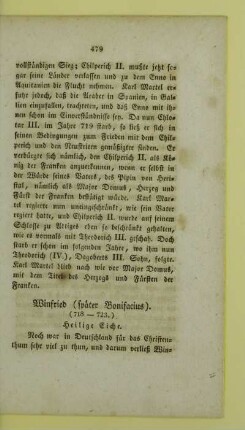 479
vollständigen Sieg; Chilperich II. mußte jetzt so-
gar seine Länder verlassen und zu dem Enno in
Aquitanien die Flucht nehmen. Karl Martel er-
fuhr jedoch, daß die Araber in Spanien, in Gal-
lien einzufallen, trachteten, und daß Enno mit ih-
nen schon im Einverständnisse sey. Da nun Chlo-
tar III. im Jahre 719 starb, so ließ er sich in
seinen Bedingungen zum Frieden mit dem Chilpe-
rich und den Neustriern gemäßigter finden. Er
verbürgte sich nämlich, den Chilperich II. als Kö-
nig der Franken anzuerkennen, wenn er selbst in
der Würde seines Vaters, des Pipin von Heri-
stal, nämlich als Major Domus, Herzog und
Fürst der Franken bestätigt würde. Karl Mar-
tel regierte nun uneingeschränkt, wie sein Vater
regiert hatte, und Chilperich II. wurde auf seinem
Schlosse zu Attiges eben so beschränkt gehalten,
wie es vormals mit Theoderich III. geschah. Doch
starb er schon im folgenden Jahre, wo ihm nun
Theoderich (IV.), Dagoberts III. Sohn, folgte.
Karl Martel blieb nach wie vor Major Domus,
mit dem Titel des Herzogs und Fürsten der
Franken.
Winfried (später Bonifacius).
(718 — 723.)
Heilige Eiche.
Noch war in Deutschland für das Christen-
thum sehr viel zu thun, und darum verließ Win-